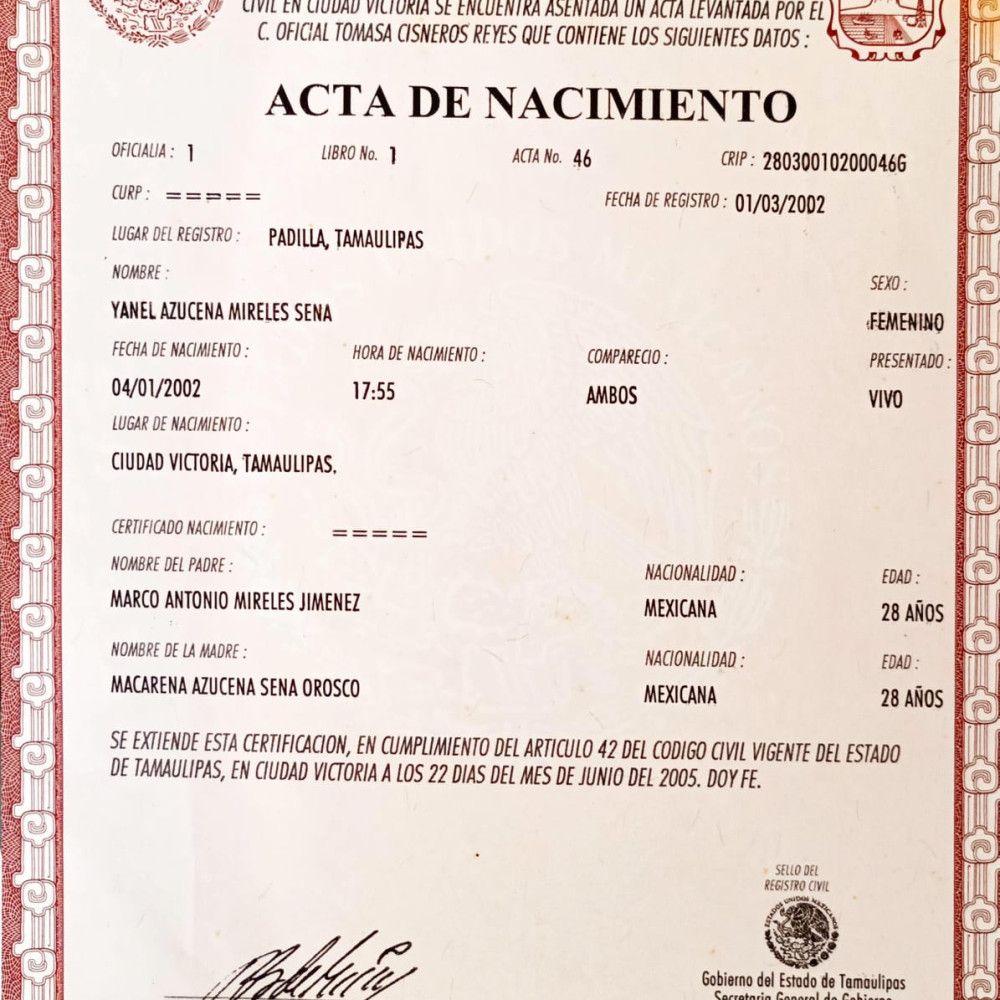 CIVIL EN CIUDAD VICTORIA SE ENCUENTRA ASENTADA UN ACTA LEVANTADA POR EL
C. OFICIAL TOMASA CISNEROS REYES QUE CONTIENE LOS SIGUIENTES DATOS :
ACTA DE NACIMIENTO
OFICIALIA : 1 LIBRO No. 1 ACTA No. 46 CRIP : 28030010200046G
CURP : ===== FECHA DE REGISTRO : 01/03/2002
LUGAR DEL REGISTRO : PADILLA, TAMAULIPAS
NOMBRE : SEXO :
YANEL AZUCENA MIRELES SENA FEMENINO
FECHA DE NACIMIENTO : HORA DE NACIMIENTO : COMPARECIO : PRESENTADO :
04/01/2002 17:55 AMBOS VIVO
LUGAR DE NACIMIENTO :
CIUDAD VICTORIA, TAMAULIPAS.
CERTIFICADO NACIMIENTO : =====
NOMBRE DEL PADRE : NACIONALIDAD : EDAD :
MARCO ANTONIO MIRELES JIMENEZ MEXICANA 28 AÑOS
NOMBRE DE LA MADRE : NACIONALIDAD : EDAD :
MACARENA AZUCENA SENA OROSCO MEXICANA 28 AÑOS
SE EXTIENDE ESTA CERTIFICACION, EN CUMPLIMIENTO DEL ARTICULO 42 DEL CODIGO CIVIL VIGENTE DEL ESTADO
DE TAMAULIPAS, EN CIUDAD VICTORIA A LOS 22 DIAS DEL MES DE JUNIO DEL 2005. DOY FE.
SELLO DEL
REGISTRO CIVIL
ESTADOS UNIDOS MEXICANOS
Gobierno del Estado de Tamaulipas
Secretaria General de Gobierno